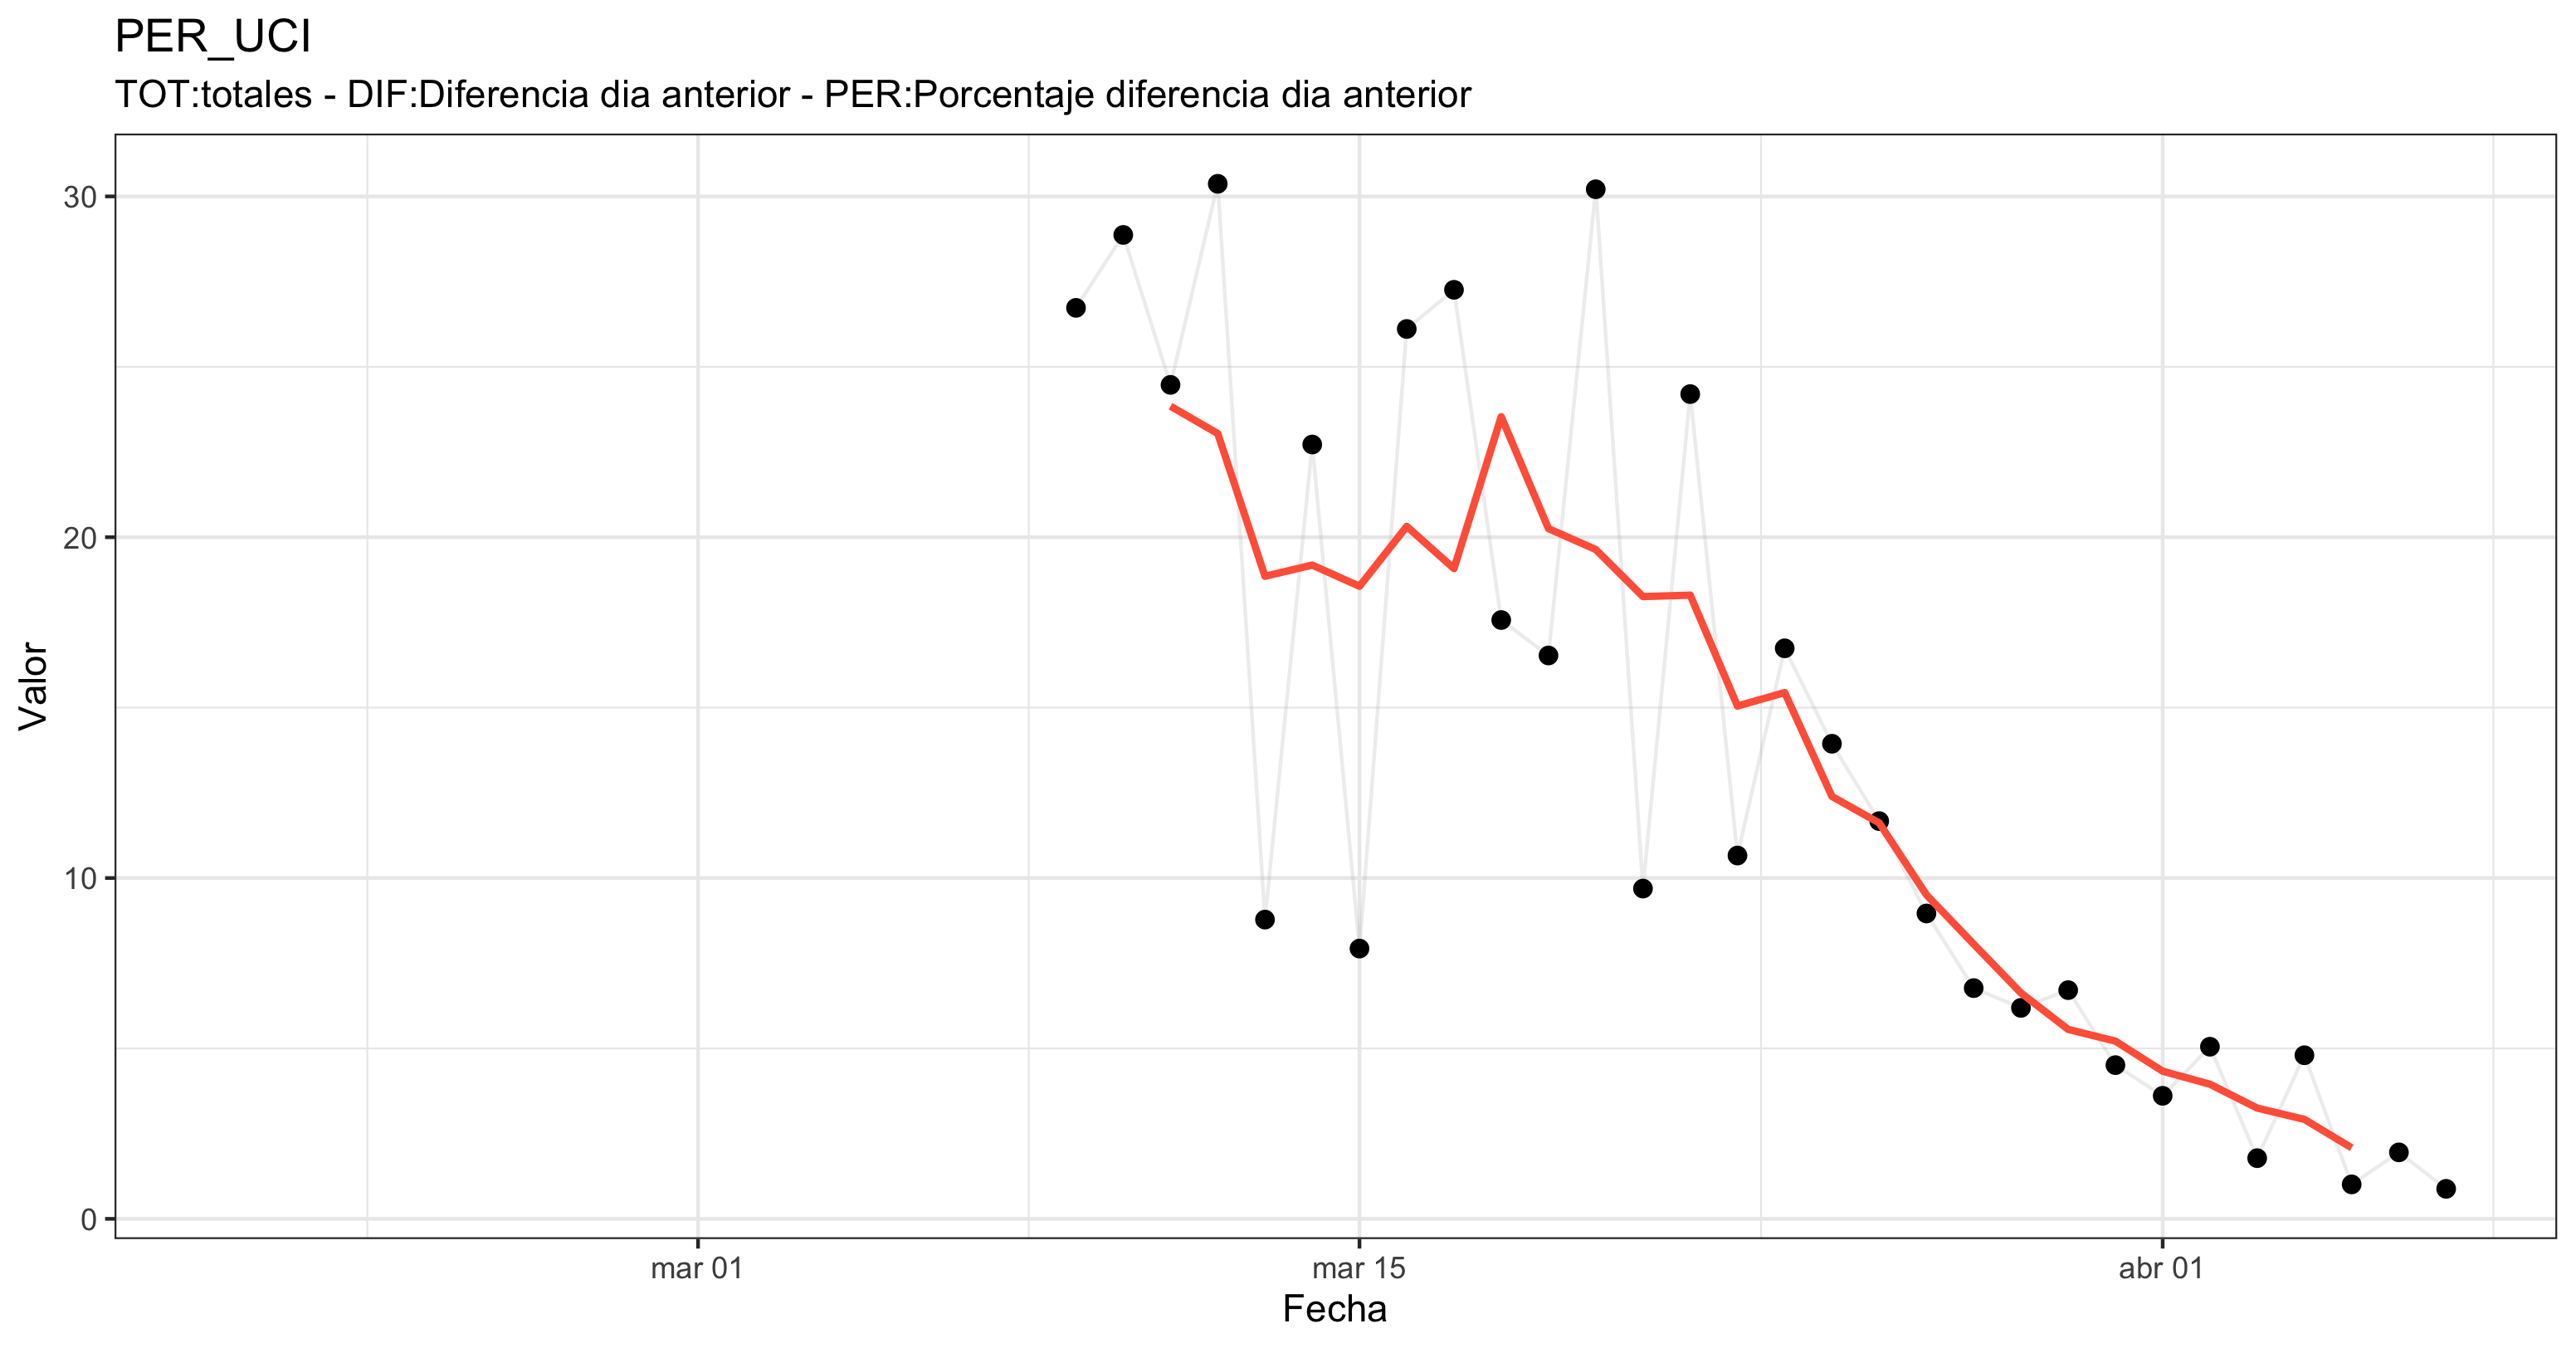 PER_UCI
TOT:totales - DIF:Diferencia dia anterior - PER:Porcentaje diferencia dia anterior
30
20
10
0
Valor
mar 01
mar 15
abr 01
Fecha